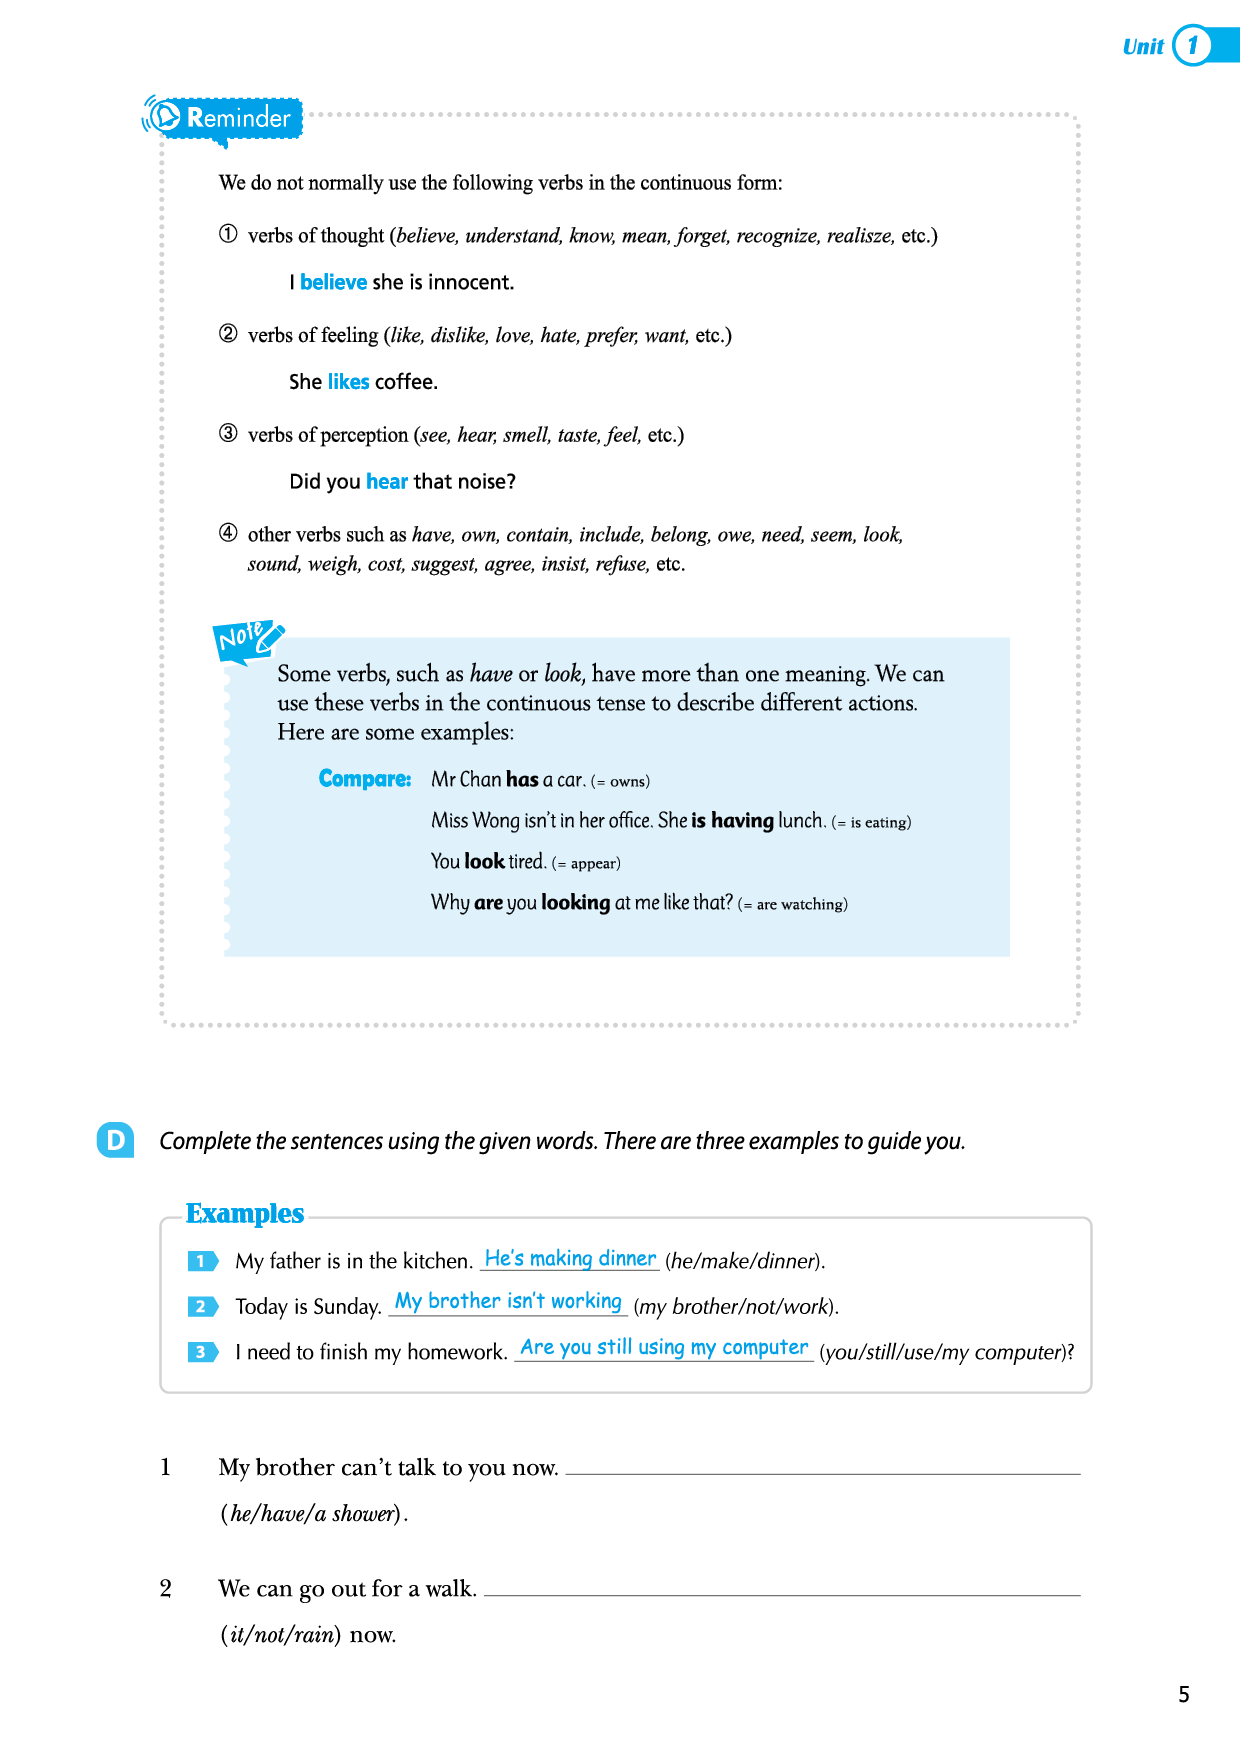 Unit 1
Reminder
We do not normally use the following verbs in the continuous form:
① verbs of thought (believe, understand, know, mean, forget, recognize, realisze, etc.)
I believe she is innocent.
② verbs of feeling (like, dislike, love, hate, prefer, want, etc.)
She likes coffee.
③ verbs of perception (see, hear, smell, taste, feel, etc.)
Did you hear that noise?
④ other verbs such as have, own, contain, include, belong, owe, need, seem, look,
sound, weigh, cost, suggest, agree, insist, refuse, etc.
Note
Some verbs, such as have or look, have more than one meaning. We can
use these verbs in the continuous tense to describe different actions.
Here are some examples:
Compare: Mr Chan has a car. (= owns)
Miss Wong isn't in her office. She is having lunch. (= is eating)
You look tired. (= appear)
Why are you looking at me like that? (= are watching)
D Complete the sentences using the given words. There are three examples to guide you.
Examples
1 My father is in the kitchen. He's making dinner (he/make/dinner).
2 Today is Sunday. My brother isn't working (my brother/not/work).
3 I need to finish my homework. Are you still using my computer (you/still/use/my computer)?
1 My brother can't talk to you now.
(he/have/a shower).
2 We can go out for a walk.
(it/not/rain) now.
5